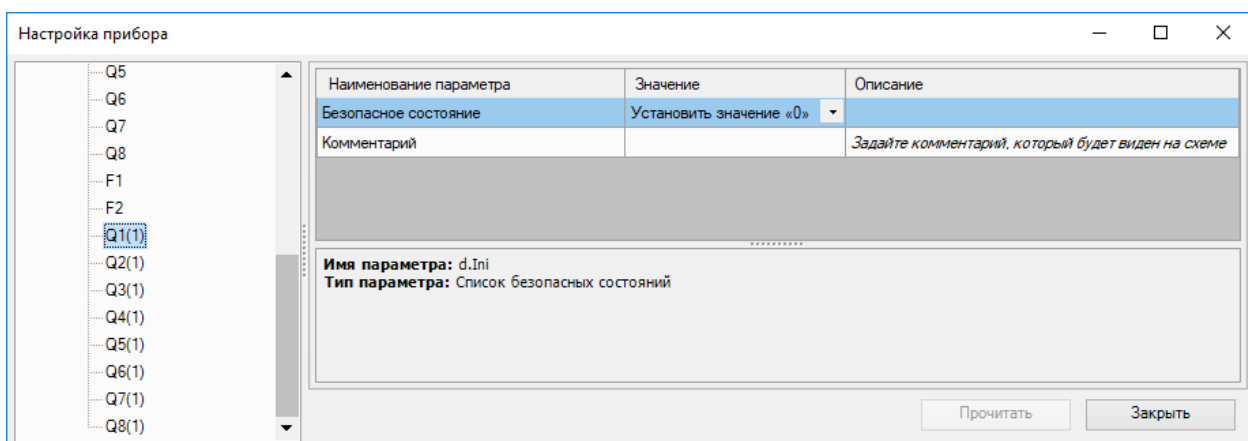 Настройка прибора
Q5
Q6
Q7
Q8
F1
F2
Q1(1)
Q2(1)
Q3(1)
Q4(1)
Q5(1)
Q6(1)
Q7(1)
Q8(1)
Наименование параметра Значение Описание
Безопасное состояние Установить значение «0»
Комментарий Задайте комментарий, который будет виден на схеме
Имя параметра: d.Ini
Тип параметра: Список безопасных состояний
Прочитать Закрыть